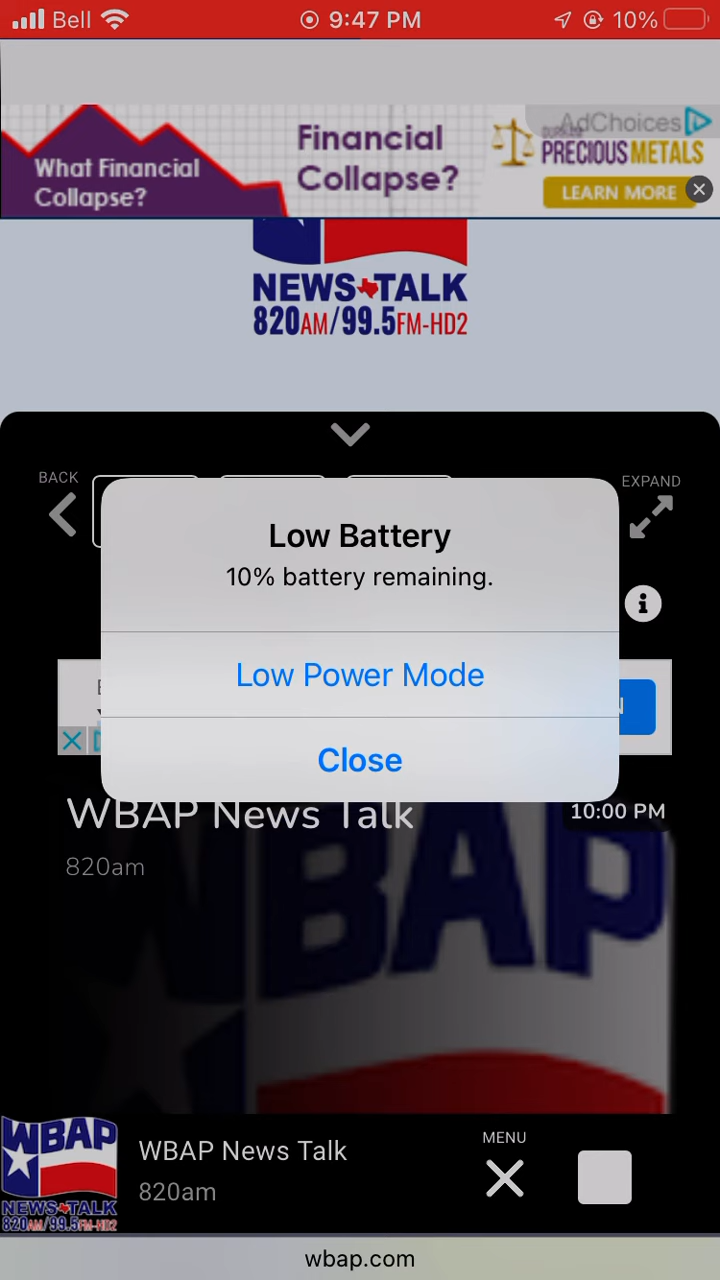 Bell 9:47 PM 10%
AdChoices
What Financial
Collapse?
Financial
Collapse?
PRECIOUS METALS
LEARN MORE
NEWS TALK
820AM/99.5FM-HD2
BACK
EXPAND
Low Battery
10% battery remaining.
Low Power Mode
Close
WBAP News Talk
10:00 PM
820am
WBAP
WBAP
NEWS TALK
820AM/99.5FM-HD2
WBAP News Talk
820am
MENU
wbap.com